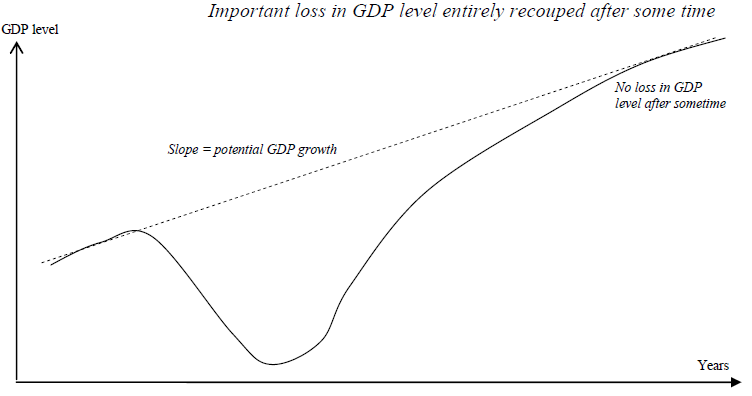 Important loss in GDP level entirely recouped after some time
GDP level
No loss in GDP
level after sometime
Slope = potential GDP growth
Years